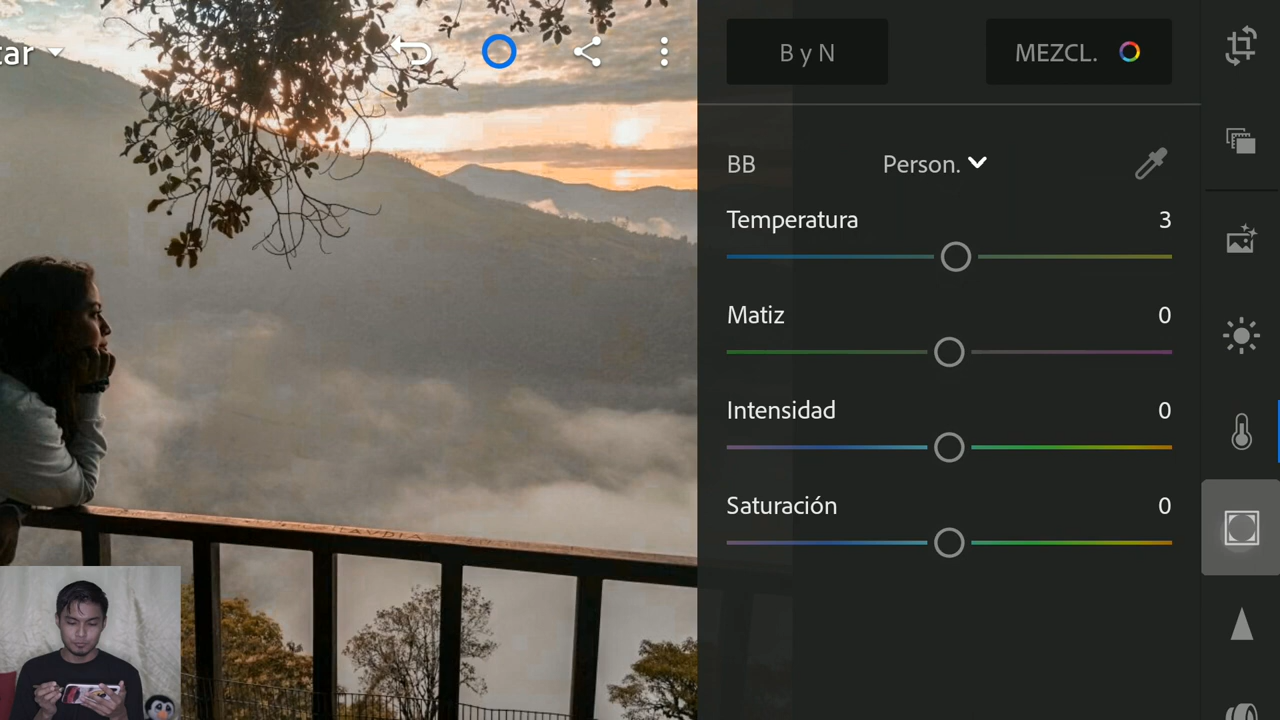 tar
B y N
MEZCL.
BB
Person.
Temperatura
3
Matiz
0
Intensidad
0
Saturación
0